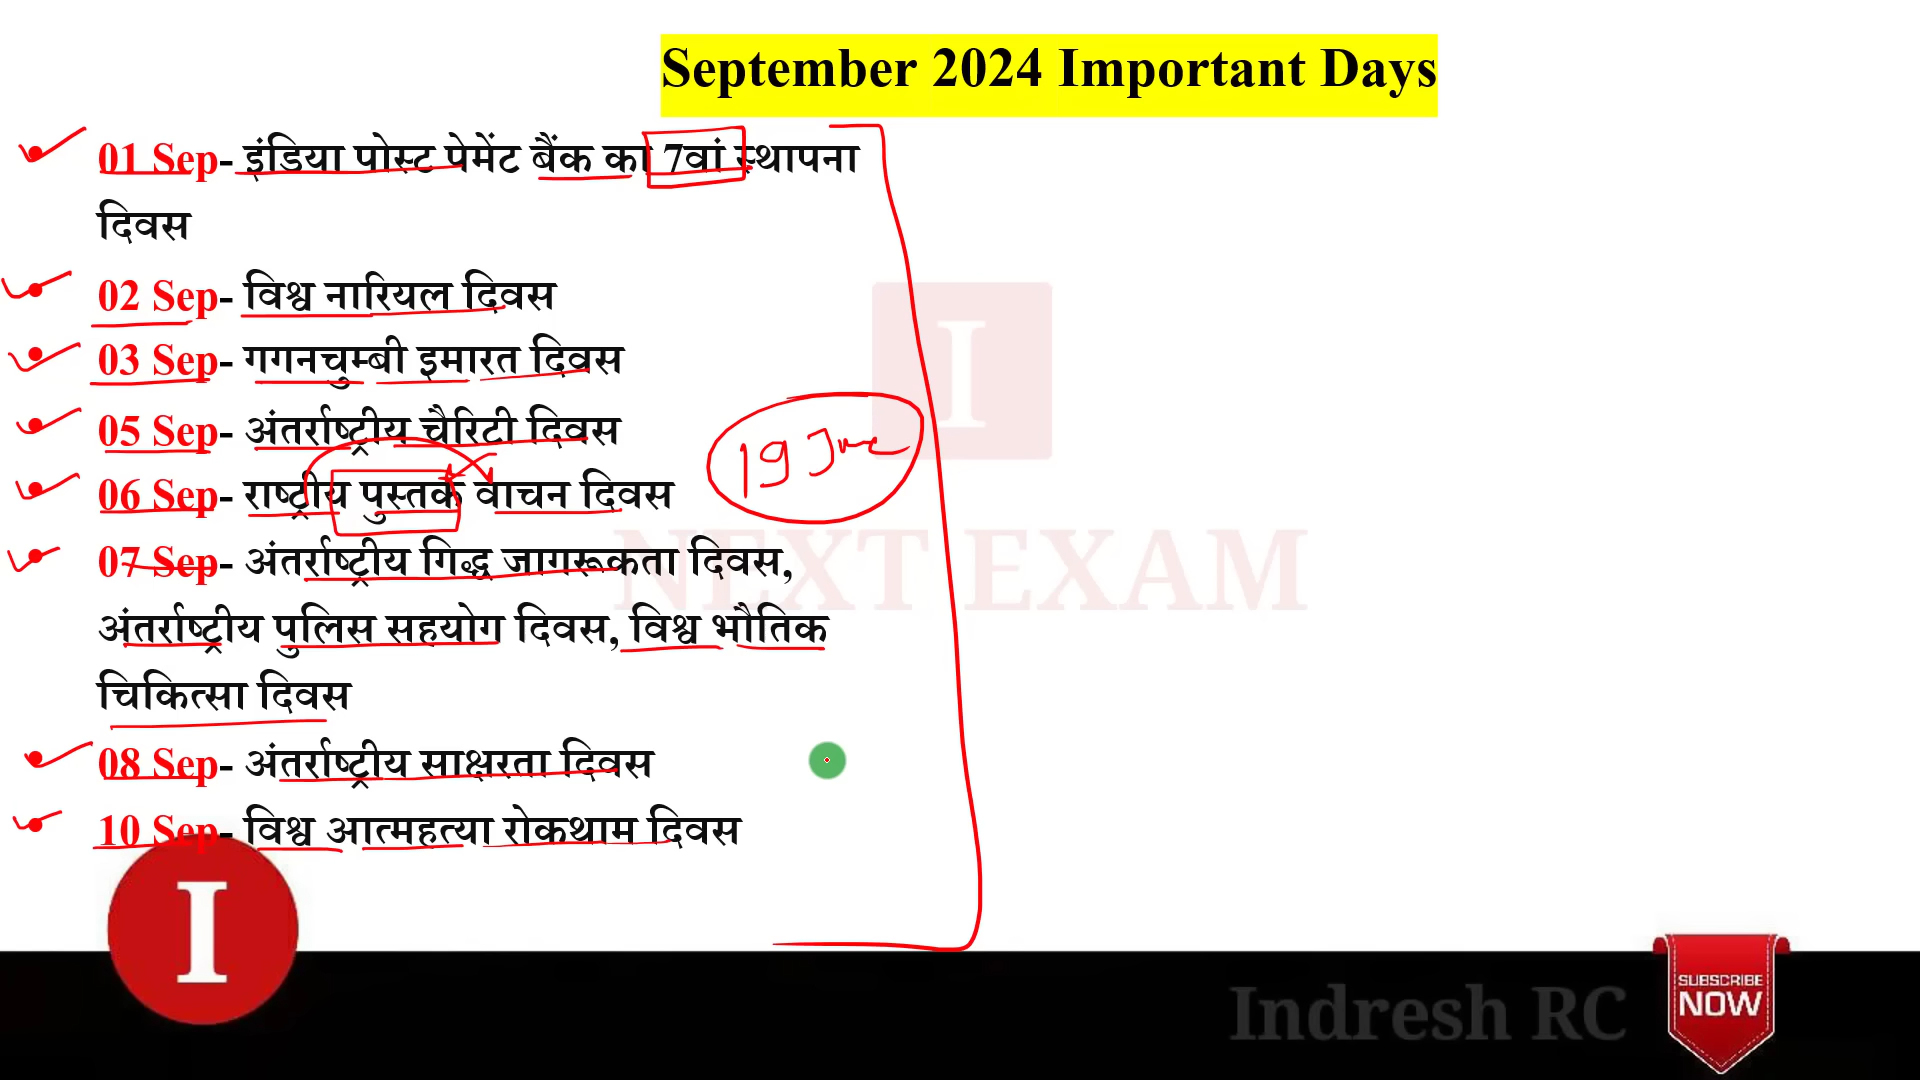 September 2024 Important Days
01 Sep- इंडिया पोस्ट पेमेंट बैंक का 7वां स्थापना
दिवस
02 Sep- विश्व नारियल दिवस
03 Sep- गगनचुम्बी इमारत दिवस
05 Sep- अंतर्राष्ट्रीय चैरिटी दिवस
06 Sep- राष्ट्रीय पुस्तक वाचन दिवस
19 June
07 Sep- अंतर्राष्ट्रीय गिद्ध जागरूकता दिवस,
अंतर्राष्ट्रीय पुलिस सहयोग दिवस, विश्व भौतिक
चिकित्सा दिवस
08 Sep- अंतर्राष्ट्रीय साक्षरता दिवस
10 Sep- विश्व आत्महत्या रोकथाम दिवस
I
NEXT EXAM
I
Indresh RC
SUBSCRIBE
NOW